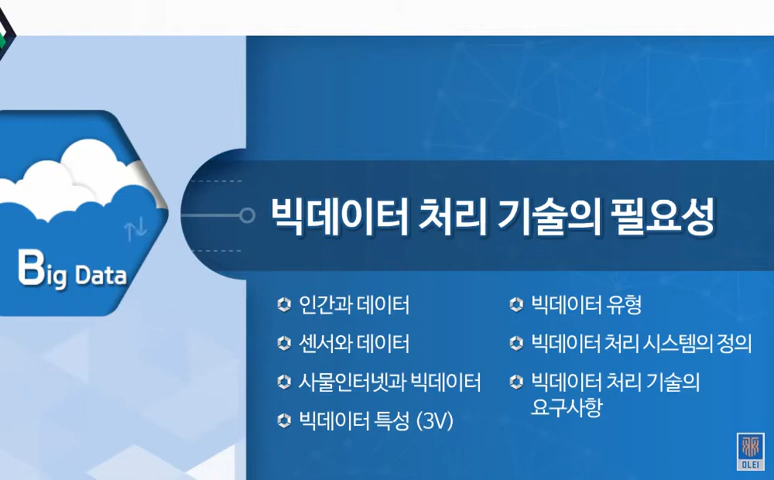 Big Data
빅데이터 처리 기술의 필요성
인간과 데이터
센서와 데이터
사물인터넷과 빅데이터
빅데이터 특성 (3V)
빅데이터 유형
빅데이터 처리 시스템의 정의
빅데이터 처리 기술의
요구사항
OLEI